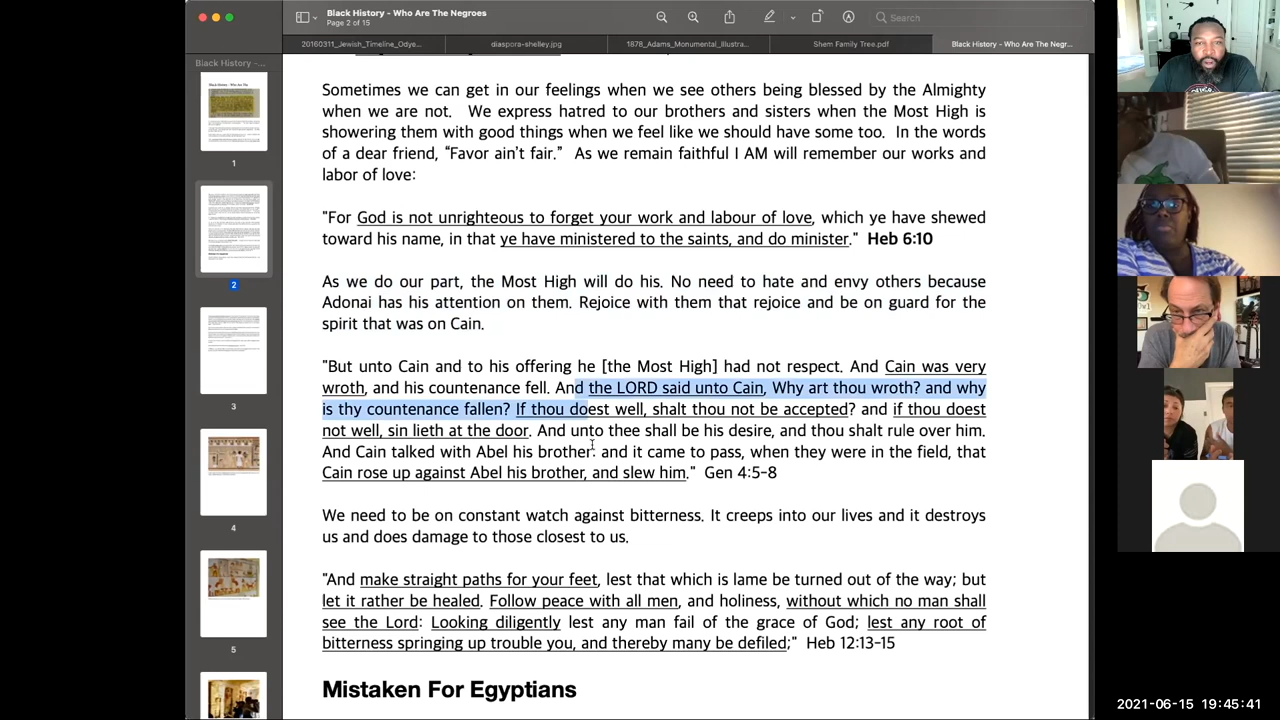 Black History - Who Are The Negroes
Page 2 of 15
Search
20160311_Jewish_Timeline_Odye...
diaspora-shelley.jpg
1878_Adams_Monumental_Illustra...
Shem Family Tree.pdf
Black History - Who Are The Negr...
Black History -...
1
2
3
4
5
Sometimes we can get in our feelings when we see others being blessed by the Almighty
when we are not. We express hatred to our brothers and sisters when the Most High is
showering them with good things when we feel like we should have some too. In the words
of a dear friend, “Favor ain’t fair.” As we remain faithful I AM will remember our works and
labor of love:
"For God is not unrighteous to forget your work and labour of love, which ye have shewed
toward his name, in that ye have ministered to the saints, and do minister." Heb 6:10
As we do our part, the Most High will do his. No need to hate and envy others because
Adonai has his attention on them. Rejoice with them that rejoice and be on guard for the
spirit that was on Cain.
"But unto Cain and to his offering he [the Most High] had not respect. And Cain was very
wroth, and his countenance fell. And the LORD said unto Cain, Why art thou wroth? and why
is thy countenance fallen? If thou doest well, shalt thou not be accepted? and if thou doest
not well, sin lieth at the door. And unto thee shall be his desire, and thou shalt rule over him.
And Cain talked with Abel his brother: and it came to pass, when they were in the field, that
Cain rose up against Abel his brother, and slew him." Gen 4:5-8
We need to be on constant watch against bitterness. It creeps into our lives and it destroys
us and does damage to those closest to us.
"And make straight paths for your feet, lest that which is lame be turned out of the way; but
let it rather be healed. Follow peace with all men, and holiness, without which no man shall
see the Lord: Looking diligently lest any man fail of the grace of God; lest any root of
bitterness springing up trouble you, and thereby many be defiled;" Heb 12:13-15
Mistaken For Egyptians
2021-06-15 19:45:41